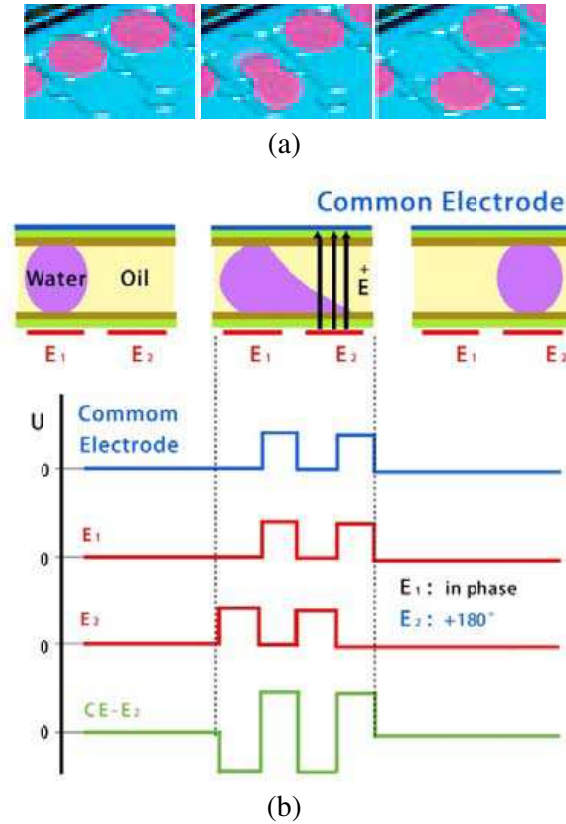 (a)
Common Electrode
Water Oil + E
E₁ E₂ E₁ E₂ E₁ E₂
U
Commom
Electrode
0
E₁
0
E₁ : in phase
E₂
E₂ : +180°
0
CE-E₂
0
(b)